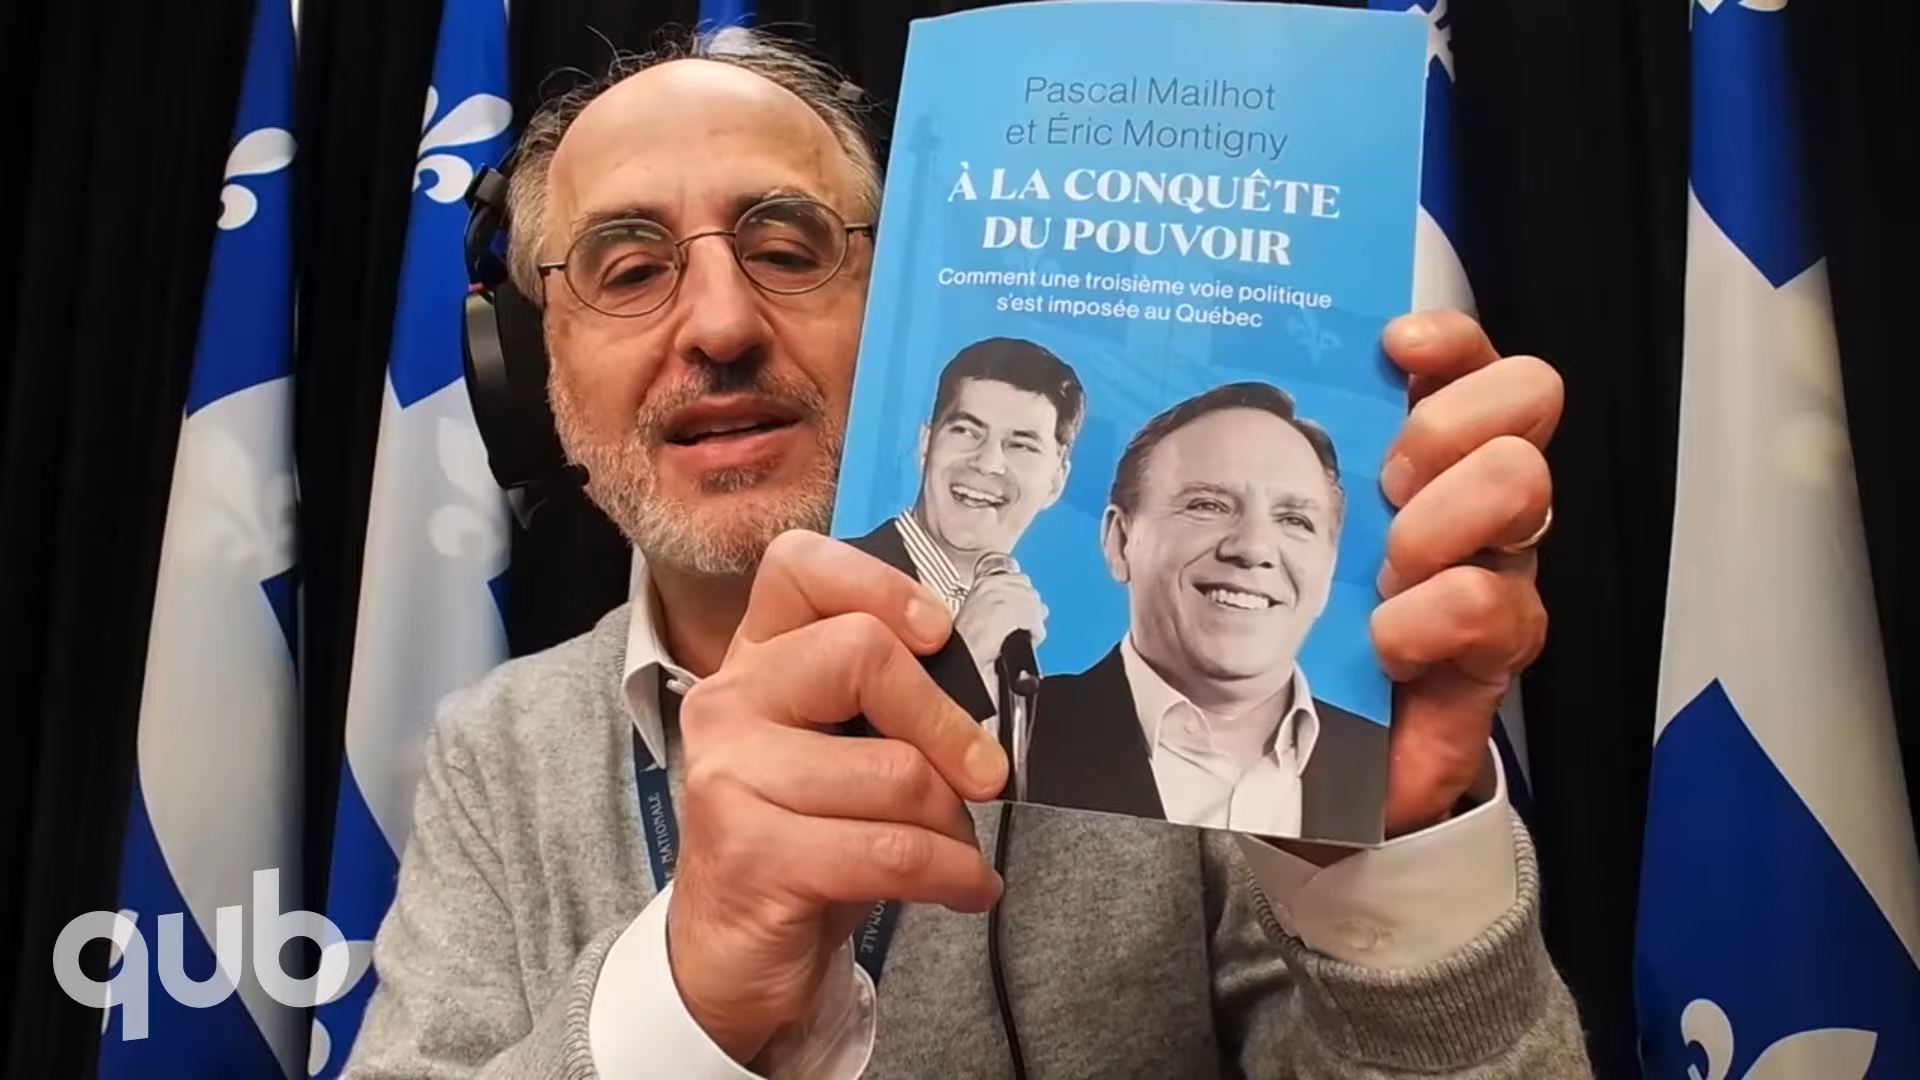 Pascal Mailhot
et Éric Montigny
À LA CONQUÊTE
DU POUVOIR
Comment une troisième voie politique
s'est imposée au Québec
NATIONALE
qub